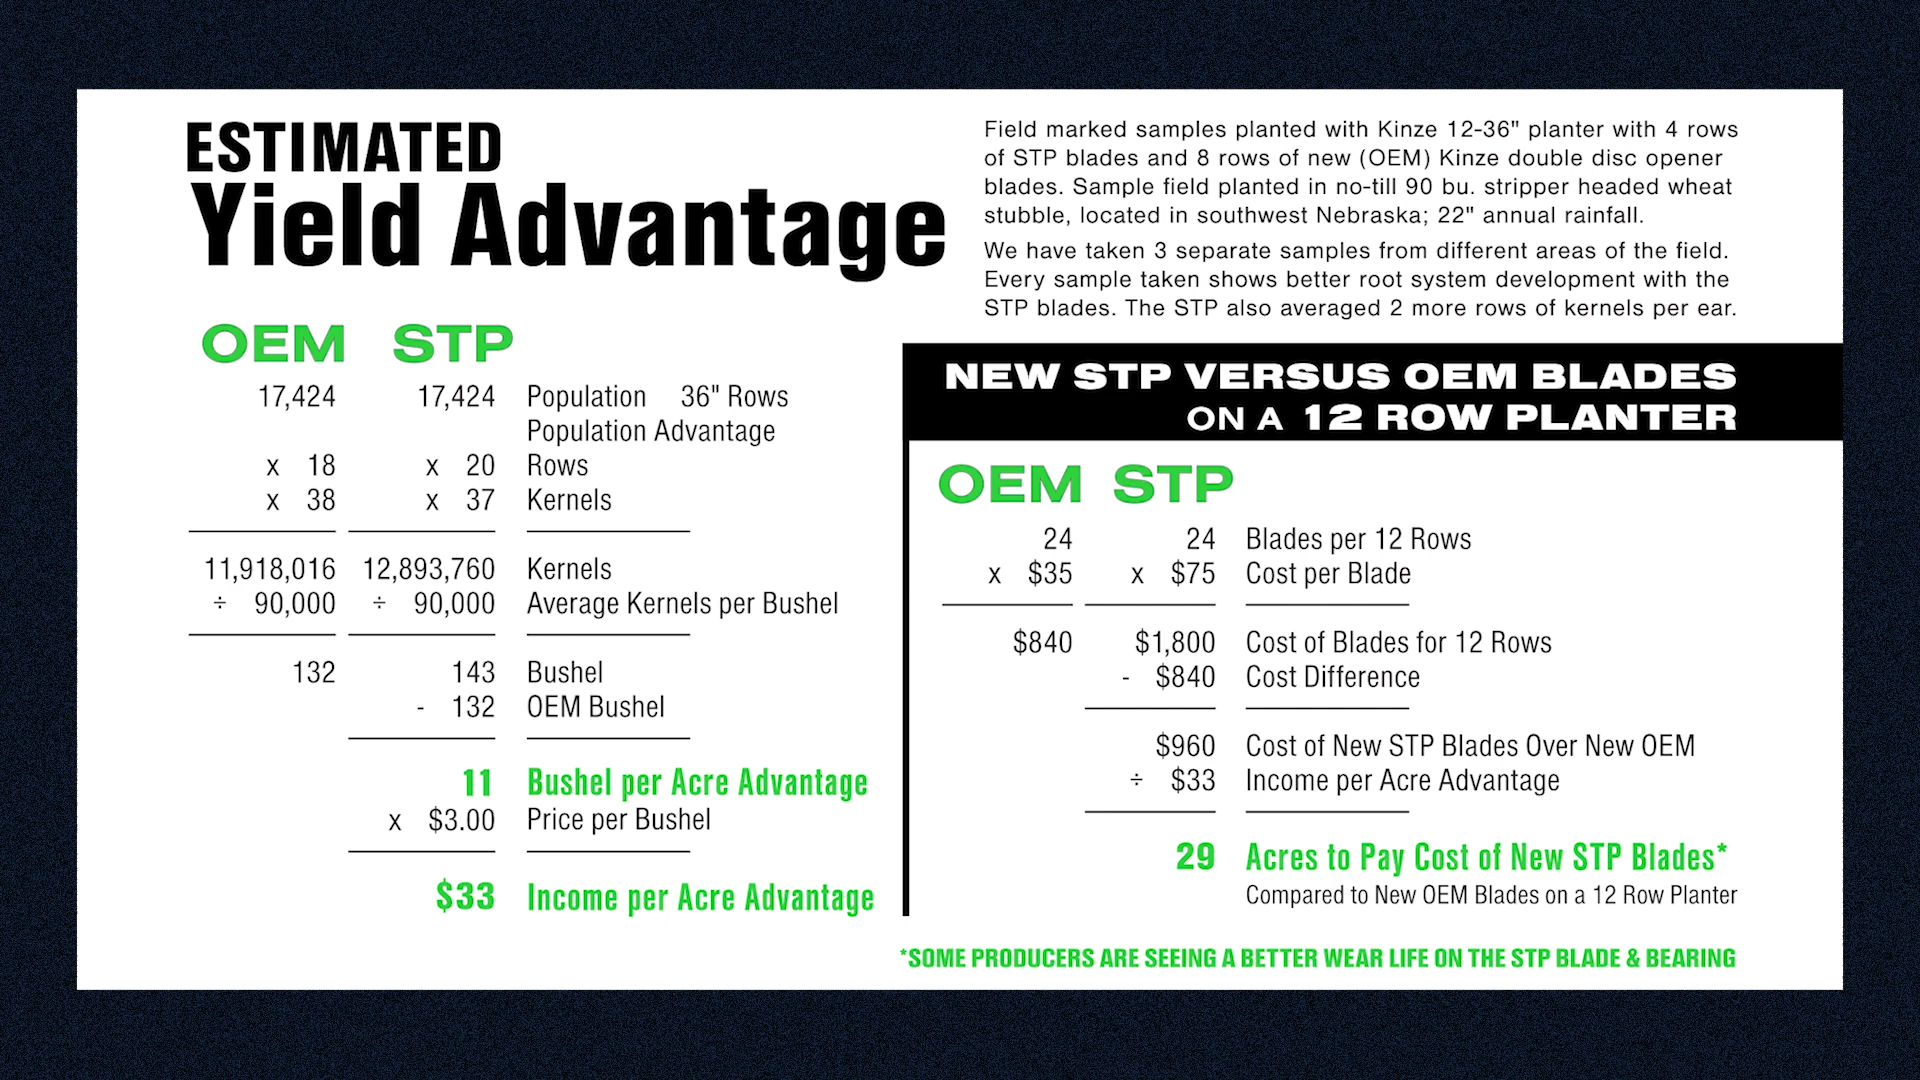 ESTIMATED
Yield Advantage
Field marked samples planted with Kinze 12-36" planter with 4 rows
of STP blades and 8 rows of new (OEM) Kinze double disc opener
blades. Sample field planted in no-till 90 bu. stripper headed wheat
stubble, located in southwest Nebraska; 22" annual rainfall.
We have taken 3 separate samples from different areas of the field.
Every sample taken shows better root system development with the
STP blades. The STP also averaged 2 more rows of kernels per ear.
OEM STP
17,424 17,424 Population 36" Rows
Population Advantage
x 18 x 20 Rows
x 38 x 37 Kernels
11,918,016 12,893,760 Kernels
÷ 90,000 ÷ 90,000 Average Kernels per Bushel
132 143 Bushel
- 132 OEM Bushel
11 Bushel per Acre Advantage
x $3.00 Price per Bushel
$33 Income per Acre Advantage
NEW STP VERSUS OEM BLADES
ON A 12 ROW PLANTER
OEM STP
24 24 Blades per 12 Rows
x $35 x $75 Cost per Blade
$840 $1,800 Cost of Blades for 12 Rows
- $840 Cost Difference
$960 Cost of New STP Blades Over New OEM
÷ $33 Income per Acre Advantage
29 Acres to Pay Cost of New STP Blades*
Compared to New OEM Blades on a 12 Row Planter
*SOME PRODUCERS ARE SEEING A BETTER WEAR LIFE ON THE STP BLADE & BEARING